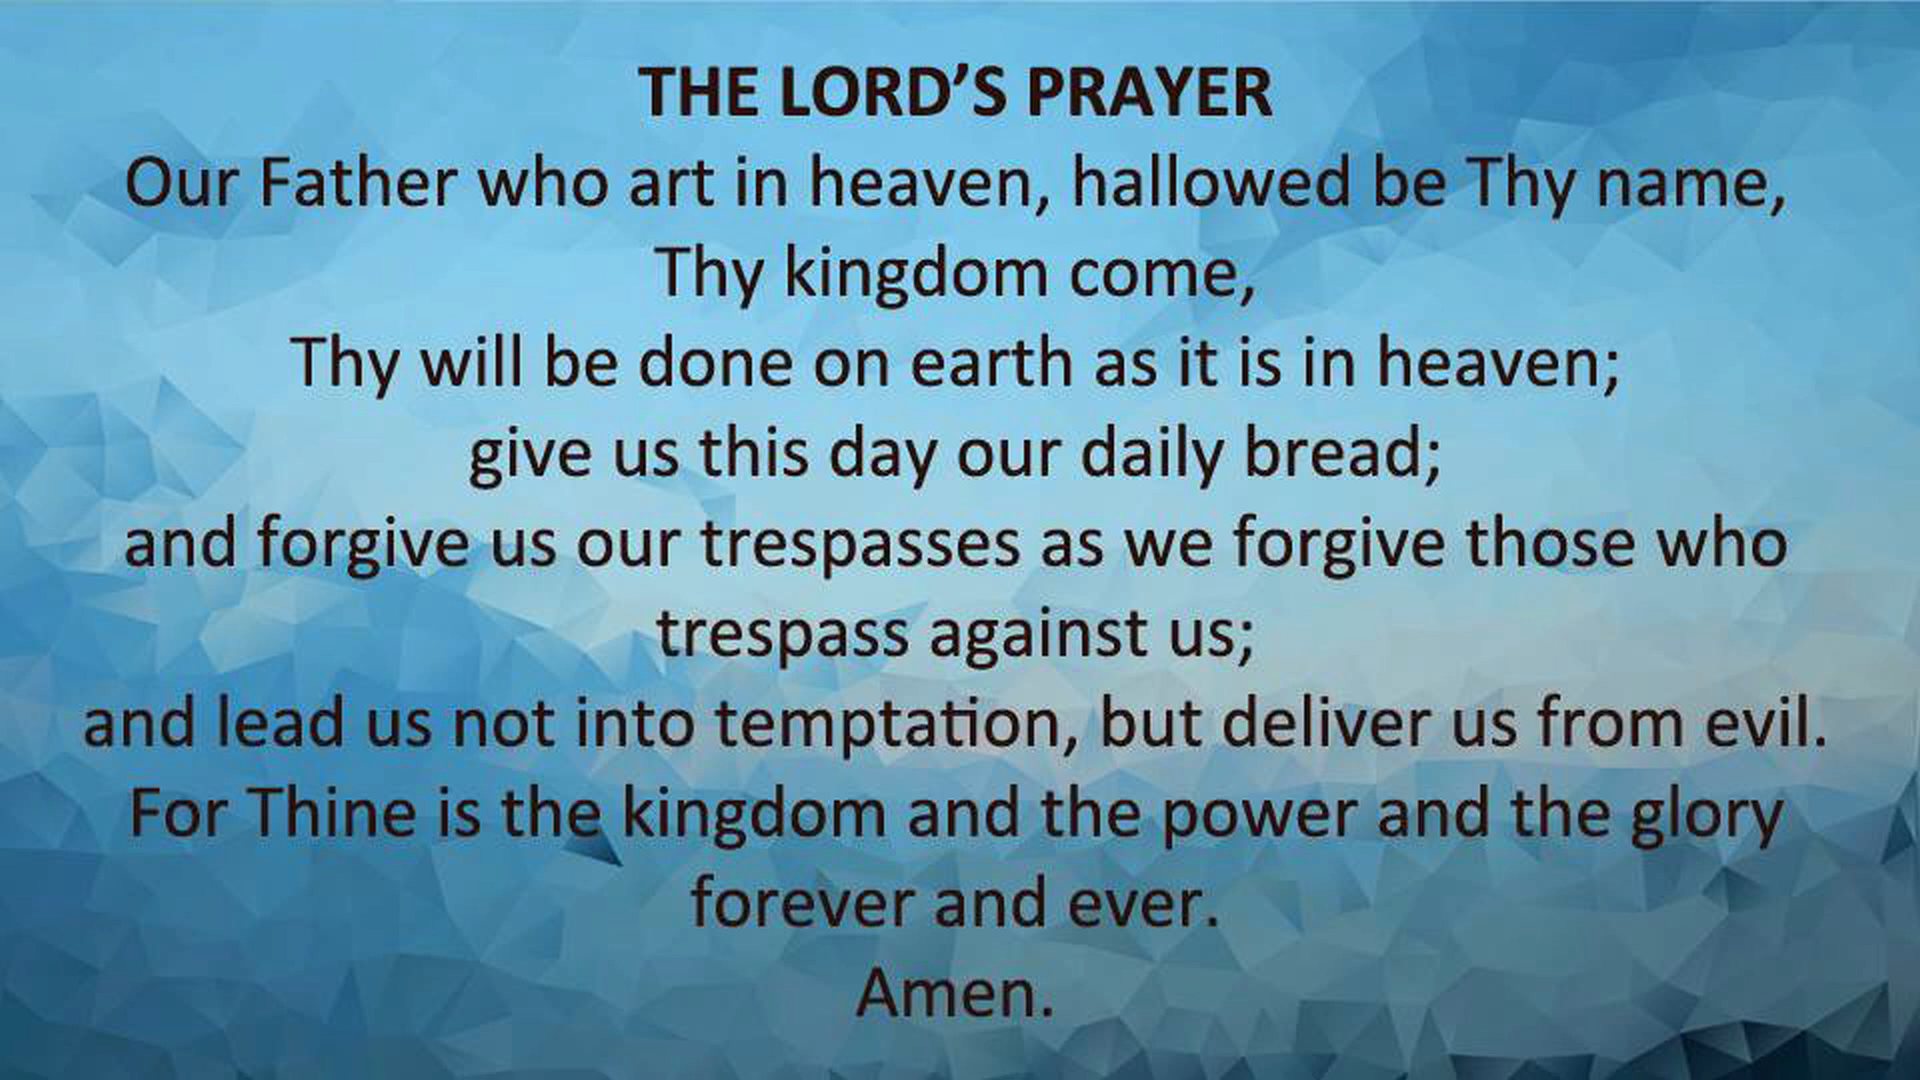 THE LORD’S PRAYER
Our Father who art in heaven, hallowed be Thy name,
Thy kingdom come,
Thy will be done on earth as it is in heaven;
give us this day our daily bread;
and forgive us our trespasses as we forgive those who
trespass against us;
and lead us not into temptation, but deliver us from evil.
For Thine is the kingdom and the power and the glory
forever and ever.
Amen.